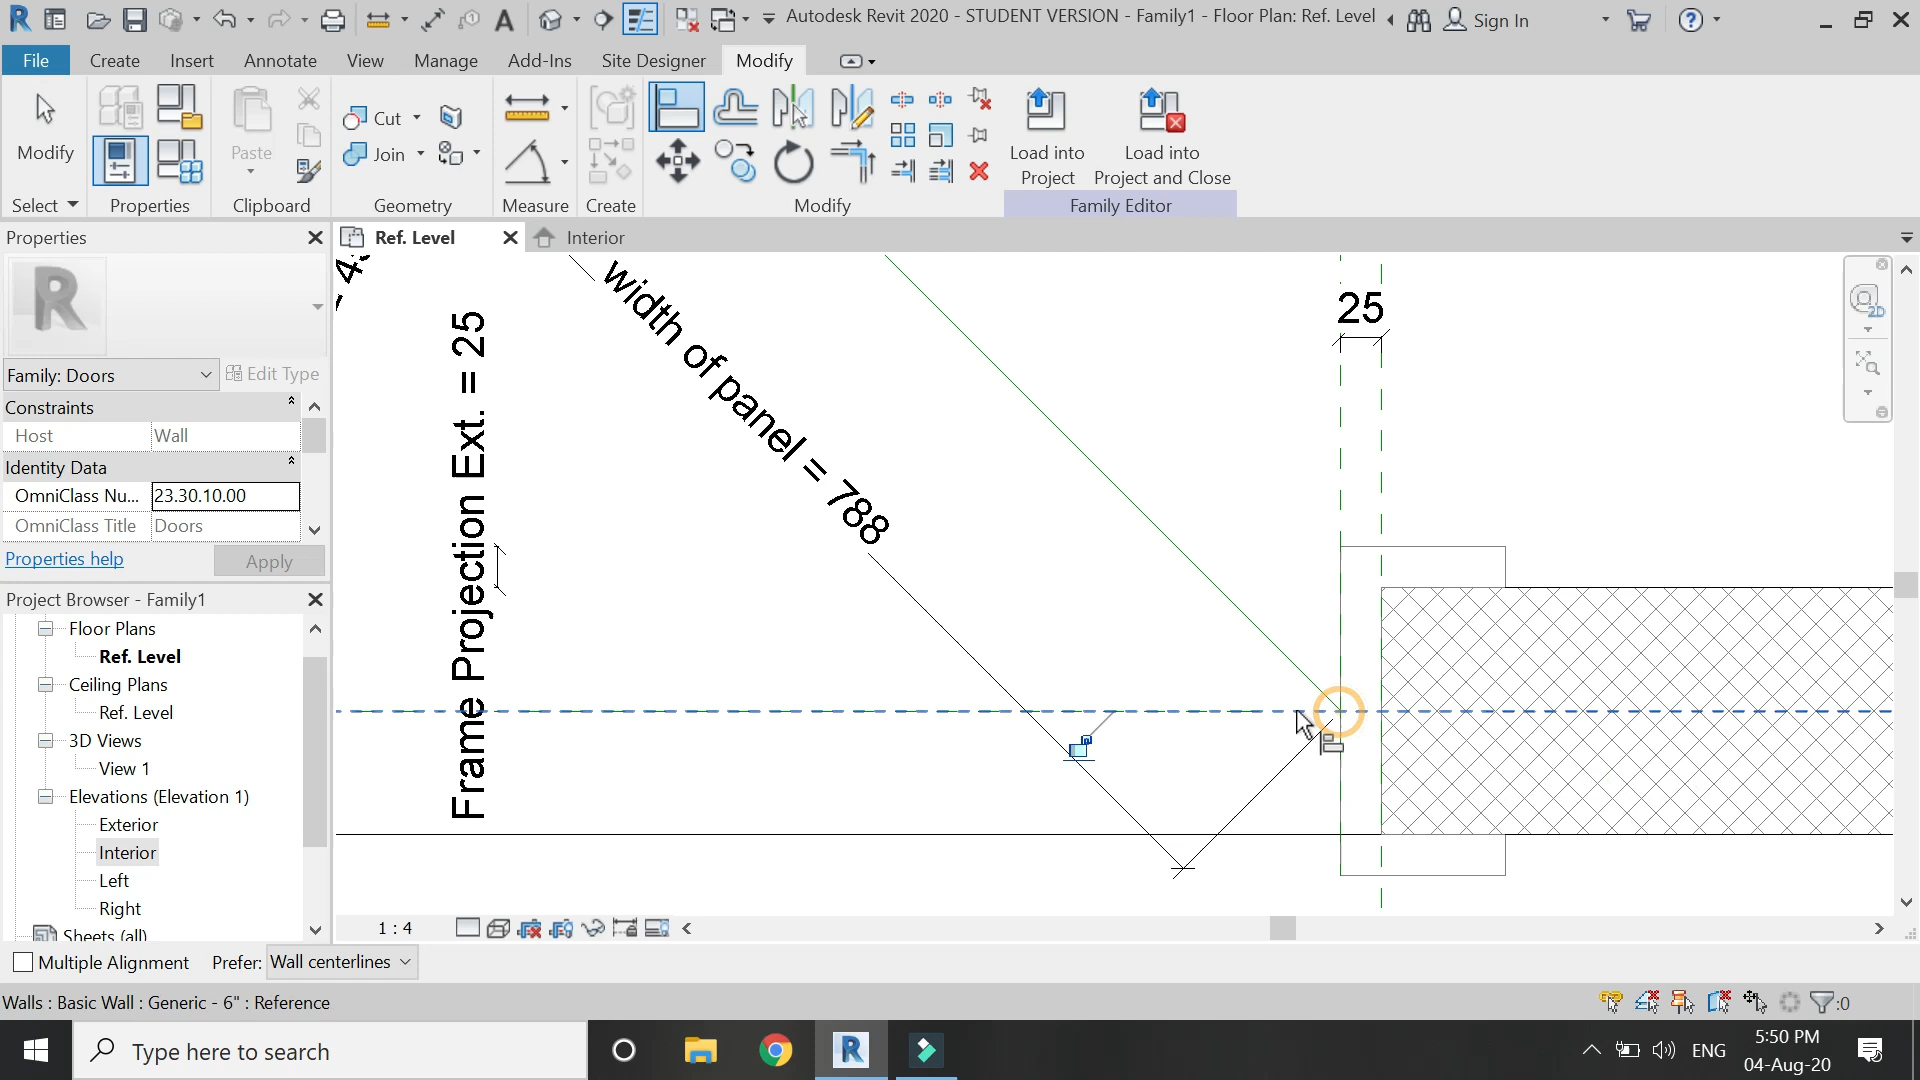 Autodesk Revit 2020 - STUDENT VERSION - Family1 - Floor Plan: Ref. Level
Sign In
File Create Insert Annotate View Manage Add-Ins Site Designer Modify
Modify
Paste
Cut
Join
Load into Project
Load into Project and Close
Select Properties Clipboard Geometry Measure Create Modify Family Editor
Properties
Ref. Level
Interior
Family: Doors
Edit Type
Constraints
Host Wall
Identity Data
OmniClass Nu... 23.30.10.00
OmniClass Title Doors
Properties help
Apply
Project Browser - Family1
Floor Plans
Ref. Level
Ceiling Plans
Ref. Level
3D Views
View 1
Elevations (Elevation 1)
Exterior
Interior
Left
Right
Sheets (all)
Frame Projection Ext. = 25
width of panel = 788
25
1 : 4
Multiple Alignment Prefer: Wall centerlines
Walls : Basic Wall : Generic - 6" : Reference
:0
Type here to search
ENG
5:50 PM
04-Aug-20